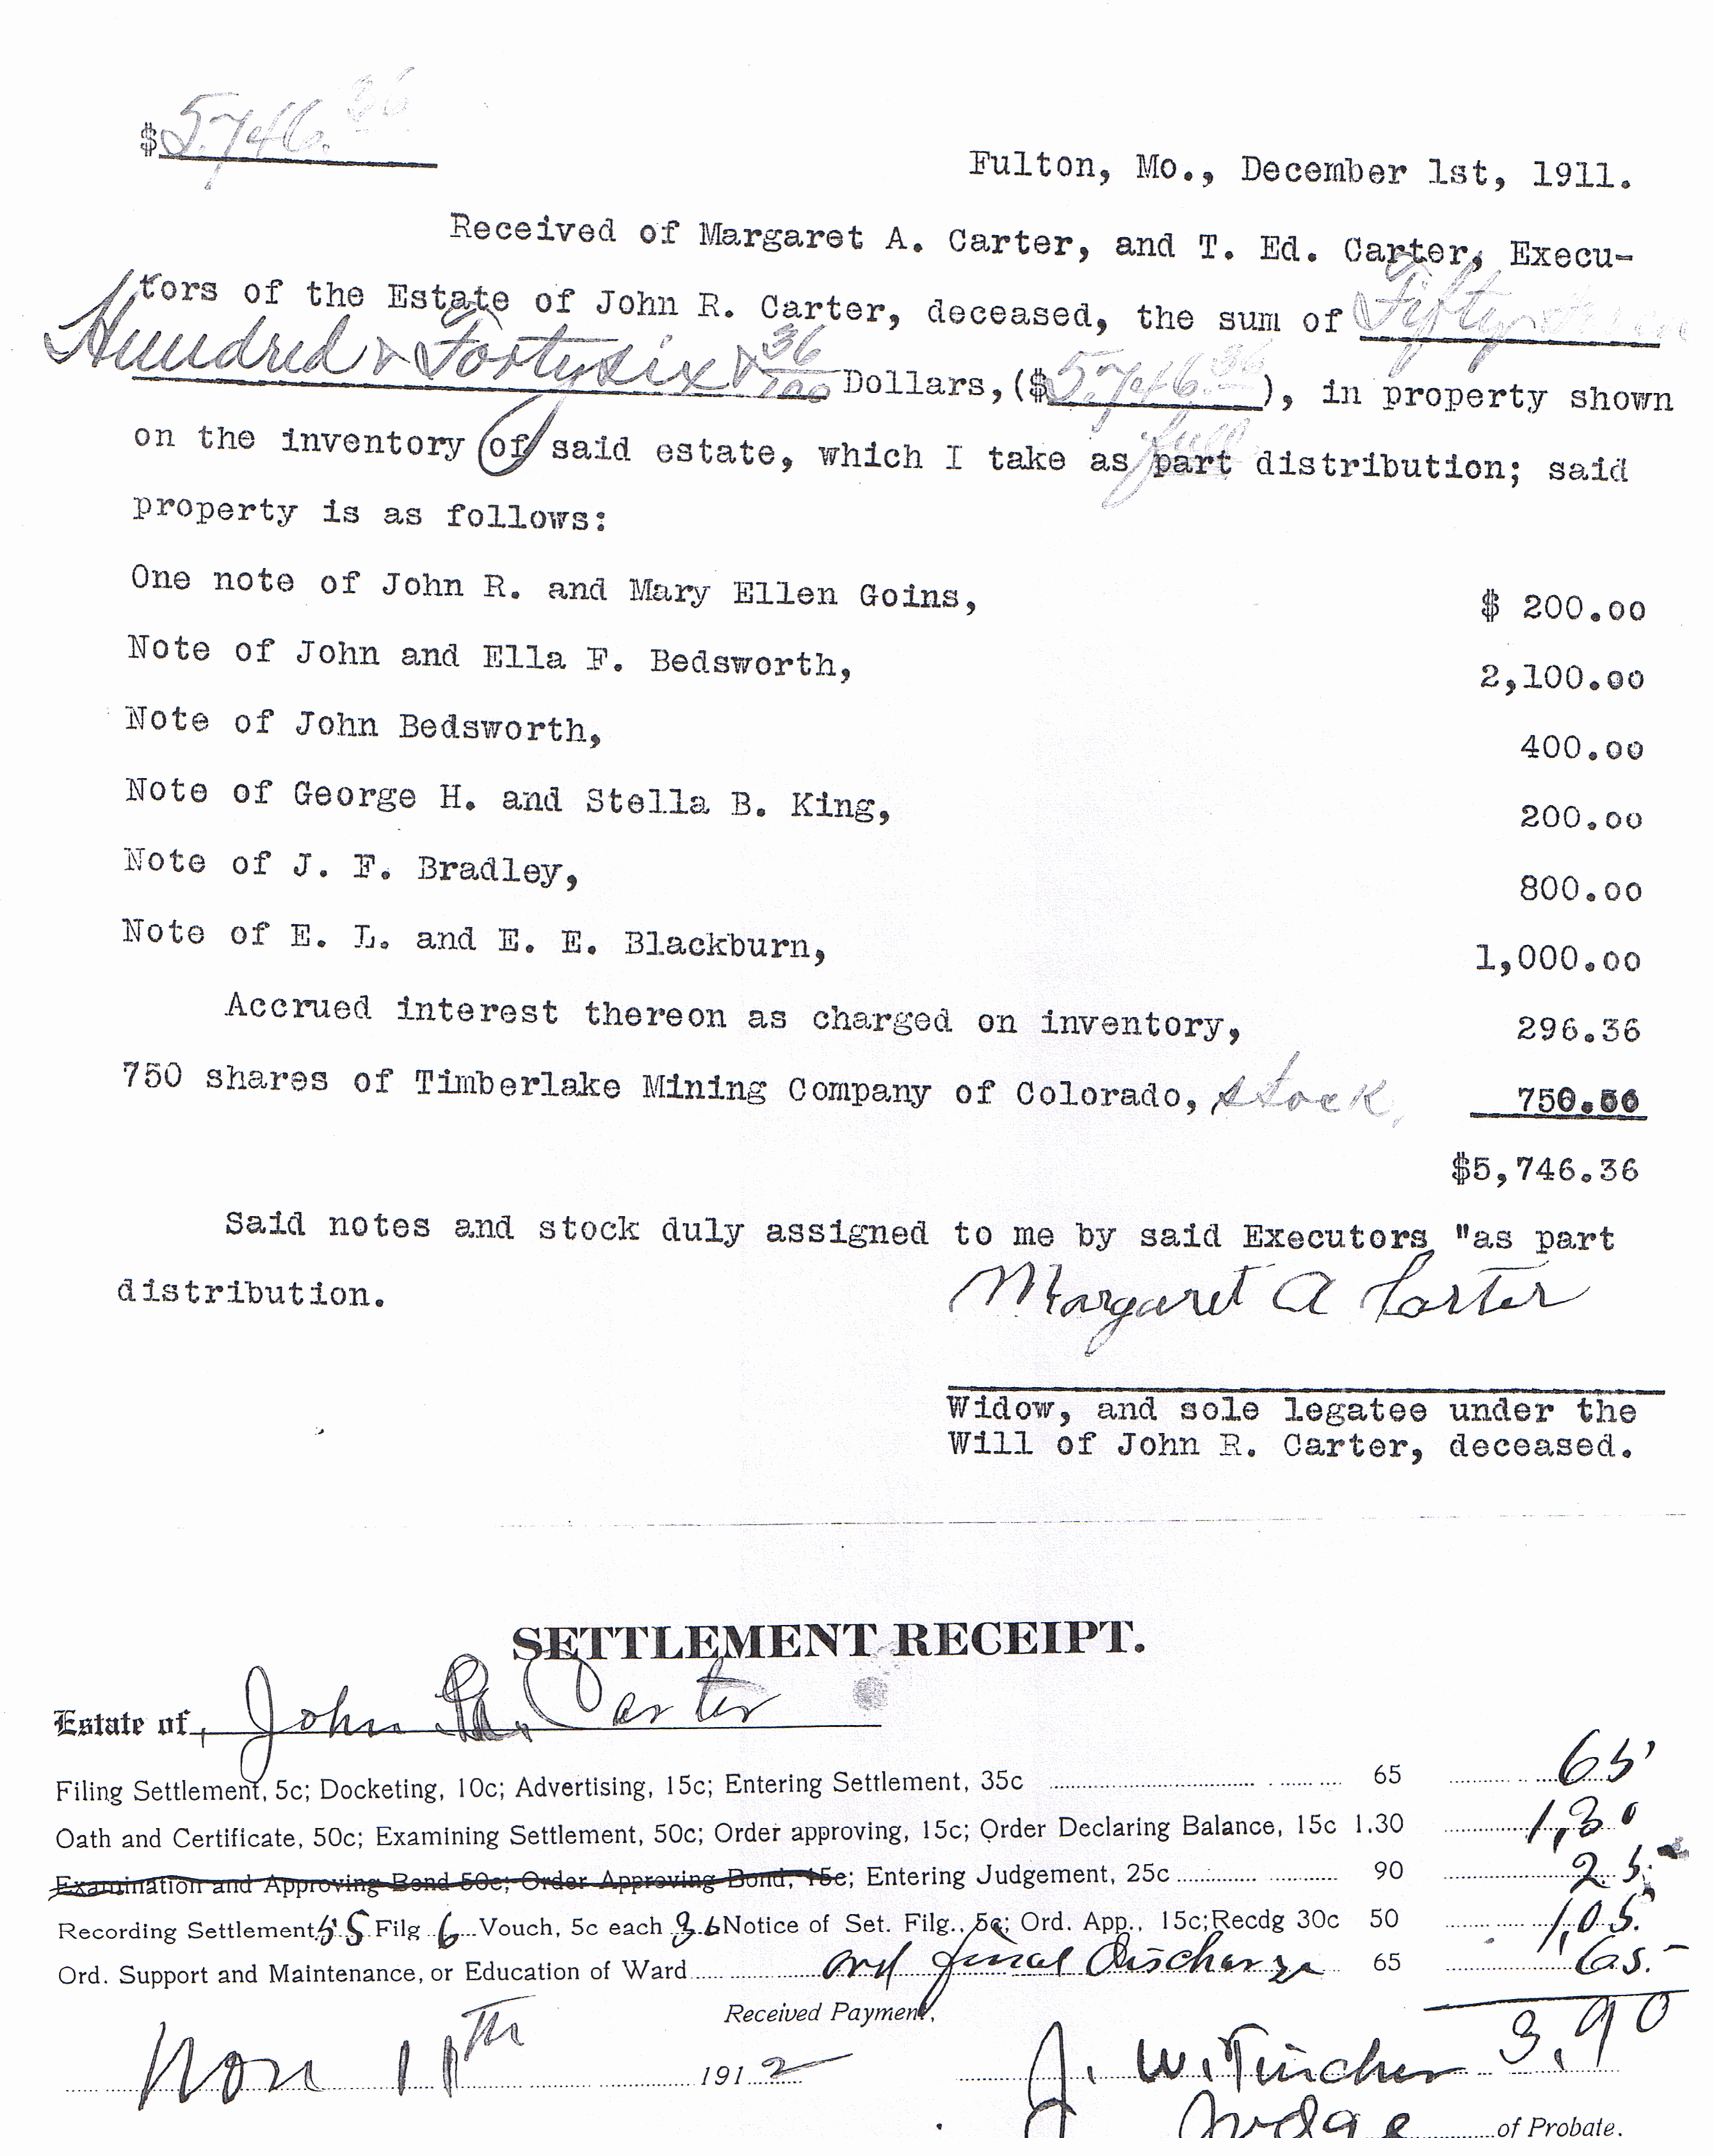 $5746.36
Fulton, Mo., December 1st, 1911.
Received of Margaret A. Carter, and T. Ed. Carter, Execu-
tors of the Estate of John R. Carter, deceased, the sum of Fifty
Hundred & Forty six & 36/100 Dollars, ($5746.36), in property shown
on the inventory of said estate, which I take as part full distribution; said
property is as follows:
One note of John R. and Mary Ellen Goins, $ 200.00
Note of John and Ella F. Bedsworth, 2,100.00
Note of John Bedsworth, 400.00
Note of George H. and Stella B. King, 200.00
Note of J. F. Bradley, 800.00
Note of E. L. and E. E. Blackburn, 1,000.00
Accrued interest thereon as charged on inventory, 296.36
750 shares of Timberlake Mining Company of Colorado, stock, 750.00
$5,746.36
Said notes and stock duly assigned to me by said Executors "as part
distribution.
Margaret A Carter
Widow, and sole legatee under the
Will of John R. Carter, deceased.
SETTLEMENT RECEIPT.
Estate of, John R. Carter
Filing Settlement, 5c; Docketing, 10c; Advertising, 15c; Entering Settlement, 35c 65 65
Oath and Certificate, 50c; Examining Settlement, 50c; Order approving, 15c; Order Declaring Balance, 15c 1.30 1,30
Examination and Approving Bond 50c; Order Approving Bond, 15c; Entering Judgement, 25c 90 25
Recording Settlement 55 Filg 6 Vouch, 5c each 36 Notice of Set. Filg., 5c; Ord. App., 15c; Recdg 30c 50 1,05
Ord. Support and Maintenance, or Education of Ward ord final Discharge 65 65
Received Payment, 3,90
Nov 11th 1912 J. W. Tincher
Judge of Probate.